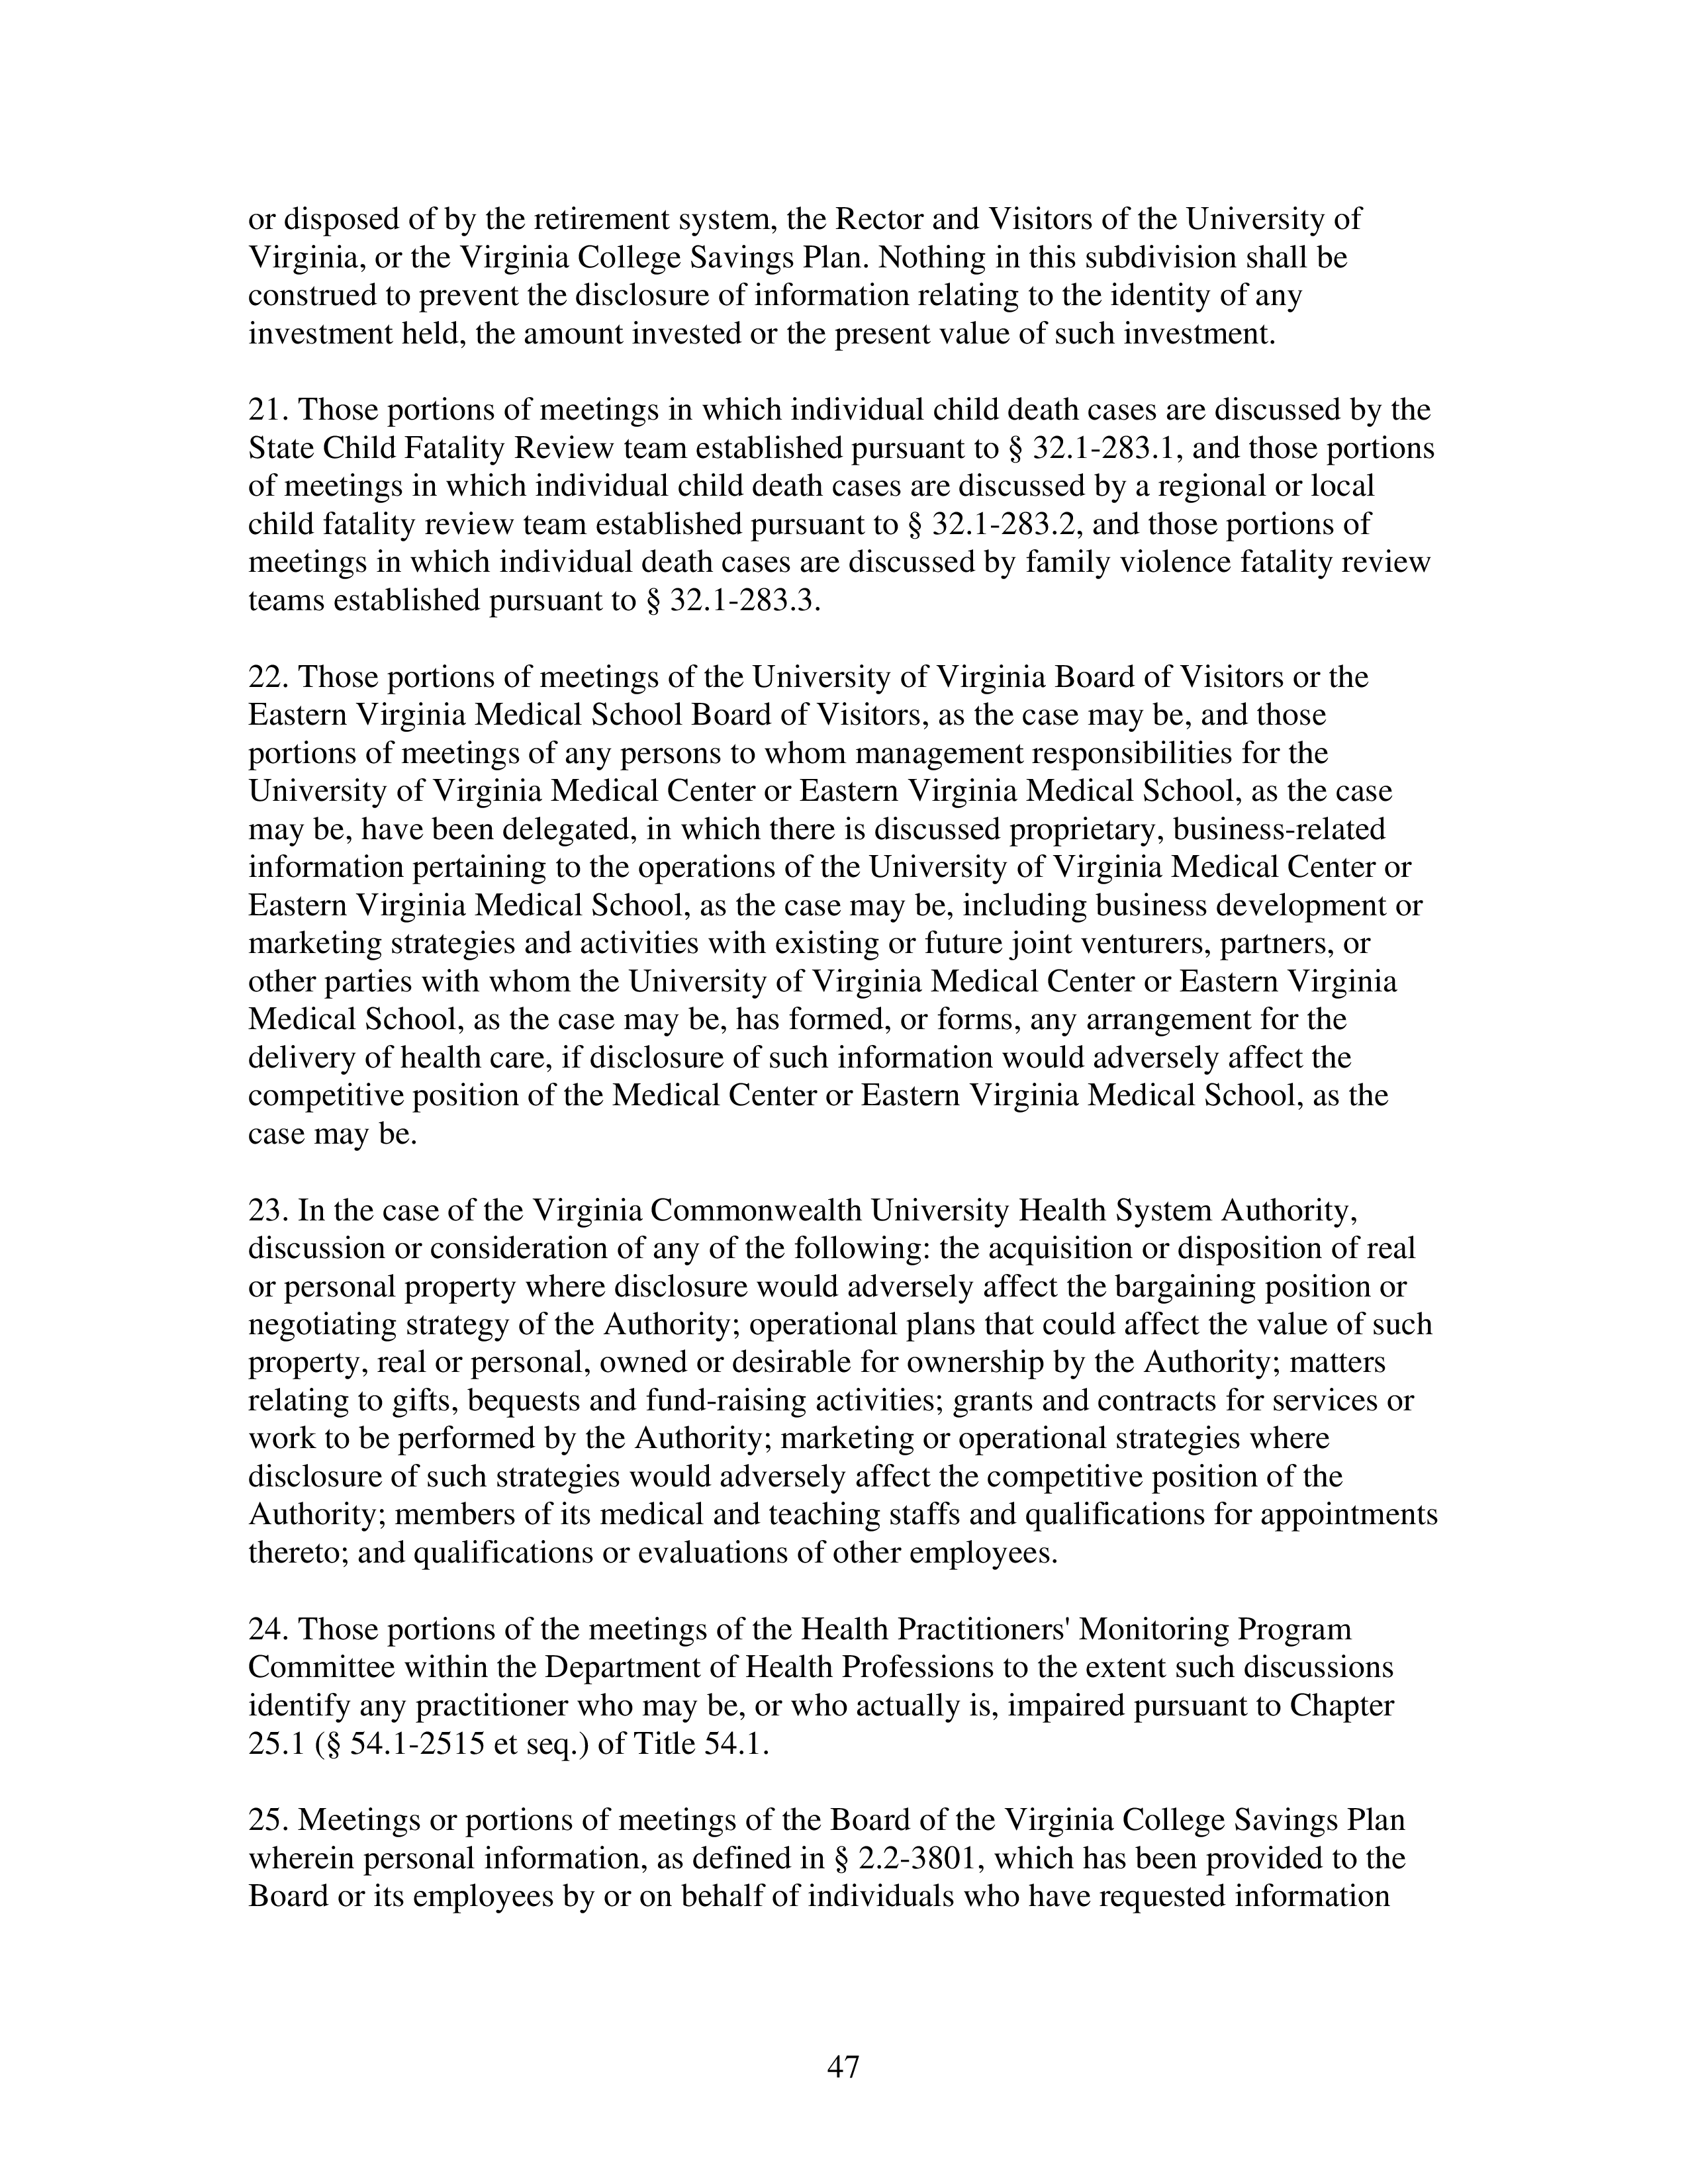 or disposed of by the retirement system, the Rector and Visitors of the University of
Virginia, or the Virginia College Savings Plan. Nothing in this subdivision shall be
construed to prevent the disclosure of information relating to the identity of any
investment held, the amount invested or the present value of such investment.
21. Those portions of meetings in which individual child death cases are discussed by the
State Child Fatality Review team established pursuant to § 32.1-283.1, and those portions
of meetings in which individual child death cases are discussed by a regional or local
child fatality review team established pursuant to § 32.1-283.2, and those portions of
meetings in which individual death cases are discussed by family violence fatality review
teams established pursuant to § 32.1-283.3.
22. Those portions of meetings of the University of Virginia Board of Visitors or the
Eastern Virginia Medical School Board of Visitors, as the case may be, and those
portions of meetings of any persons to whom management responsibilities for the
University of Virginia Medical Center or Eastern Virginia Medical School, as the case
may be, have been delegated, in which there is discussed proprietary, business-related
information pertaining to the operations of the University of Virginia Medical Center or
Eastern Virginia Medical School, as the case may be, including business development or
marketing strategies and activities with existing or future joint venturers, partners, or
other parties with whom the University of Virginia Medical Center or Eastern Virginia
Medical School, as the case may be, has formed, or forms, any arrangement for the
delivery of health care, if disclosure of such information would adversely affect the
competitive position of the Medical Center or Eastern Virginia Medical School, as the
case may be.
23. In the case of the Virginia Commonwealth University Health System Authority,
discussion or consideration of any of the following: the acquisition or disposition of real
or personal property where disclosure would adversely affect the bargaining position or
negotiating strategy of the Authority; operational plans that could affect the value of such
property, real or personal, owned or desirable for ownership by the Authority; matters
relating to gifts, bequests and fund-raising activities; grants and contracts for services or
work to be performed by the Authority; marketing or operational strategies where
disclosure of such strategies would adversely affect the competitive position of the
Authority; members of its medical and teaching staffs and qualifications for appointments
thereto; and qualifications or evaluations of other employees.
24. Those portions of the meetings of the Health Practitioners' Monitoring Program
Committee within the Department of Health Professions to the extent such discussions
identify any practitioner who may be, or who actually is, impaired pursuant to Chapter
25.1 (§ 54.1-2515 et seq.) of Title 54.1.
25. Meetings or portions of meetings of the Board of the Virginia College Savings Plan
wherein personal information, as defined in § 2.2-3801, which has been provided to the
Board or its employees by or on behalf of individuals who have requested information
47